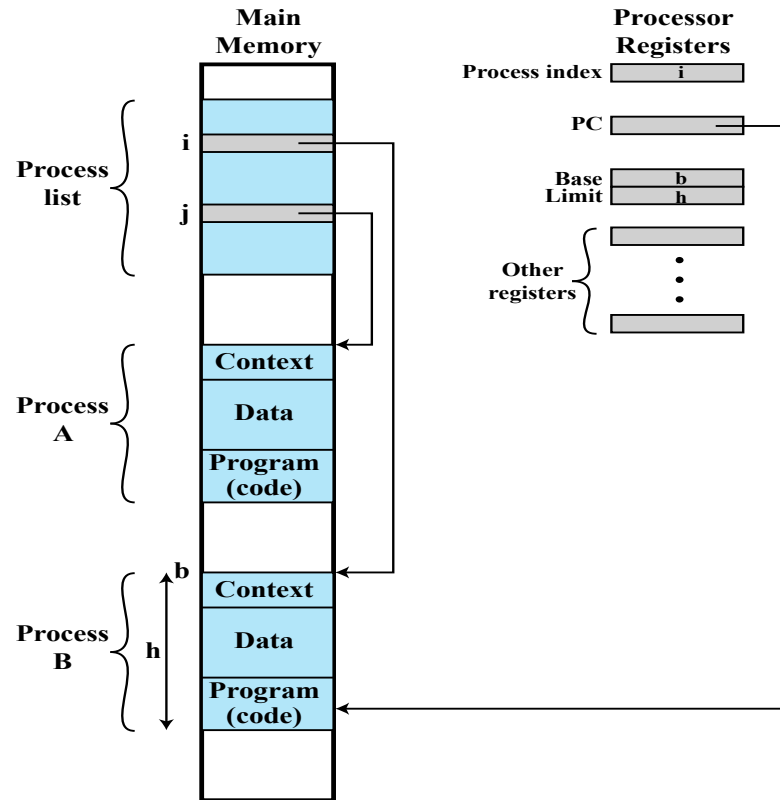 Main
Memory
Processor
Registers
Process index
i
PC
Base
b
Limit
h
Other
registers
i
Process
list
j
Context
Process
A
Data
Program
(code)
b
Context
Process
B
h
Data
Program
(code)